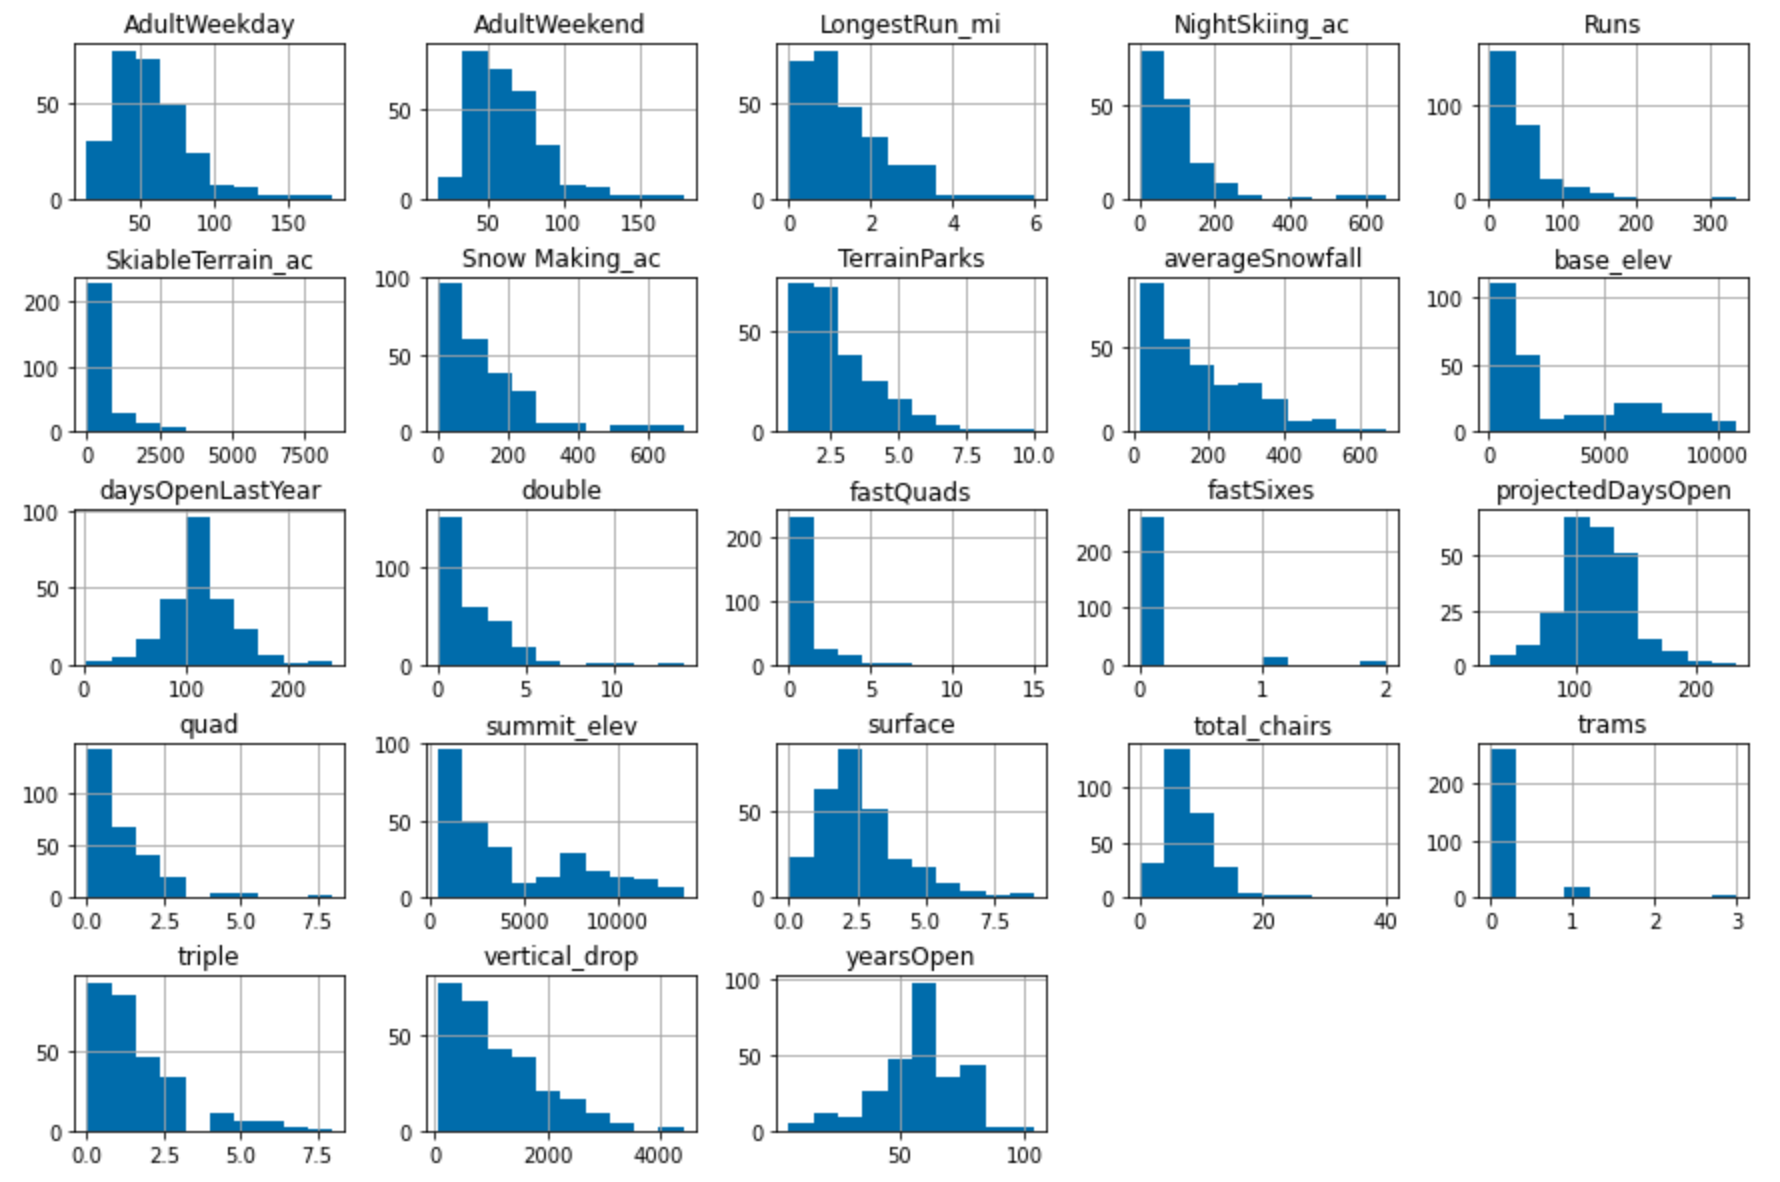 AdultWeekday AdultWeekend LongestRun_mi NightSkiing_ac Runs
50 50 50 50 100
0 0 0 0 0
50 100 150 50 100 150 0 2 4 6 0 200 400 600 0 100 200 300
SkiableTerrain_ac Snow Making_ac TerrainParks averageSnowfall base_elev
200 100 50 50 100
100 50 50
0 0 0 0 0
0 2500 5000 7500 0 200 400 600 2.5 5.0 7.5 10.0 0 200 400 600 0 5000 10000
daysOpenLastYear double fastQuads fastSixes projectedDaysOpen
100 100 200 200 50
50 100 100 25
0 0 0 0 0
0 100 200 0 5 10 0 5 10 15 0 1 2 100 200
quad summit_elev surface total_chairs trams
100 100 50 100 200
50 50 50 100
0 0 0 0 0
0.0 2.5 5.0 7.5 0 5000 10000 0.0 2.5 5.0 7.5 0 20 40 0 1 2 3
triple vertical_drop yearsOpen
50 50 100
50
0 0 0
0.0 2.5 5.0 7.5 0 2000 4000 50 100